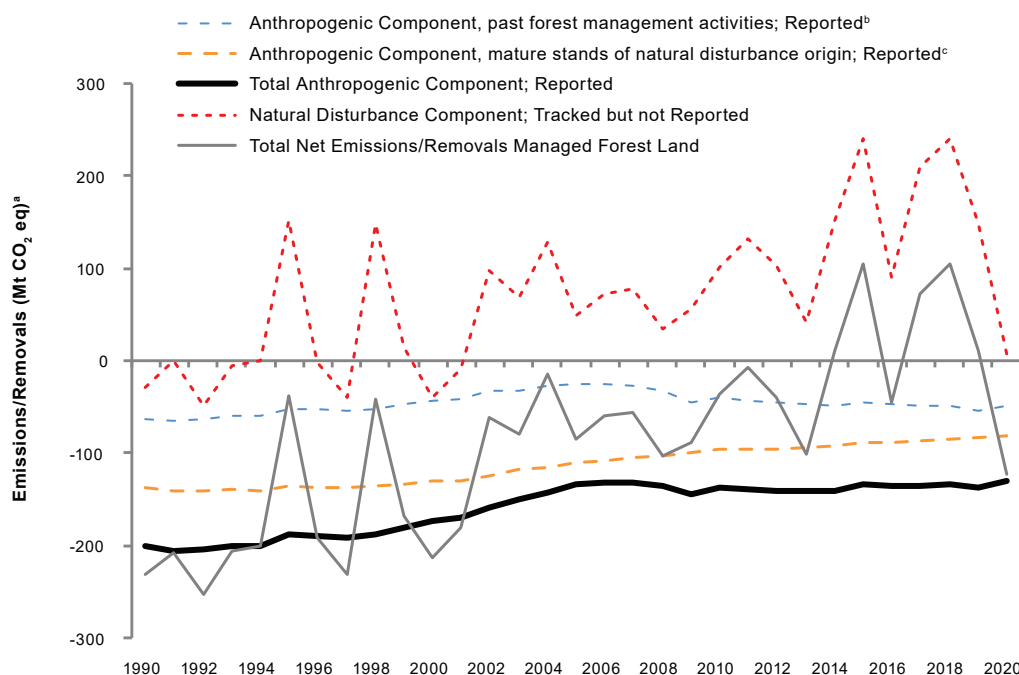 Anthropogenic Component, past forest management activities; Reportedᵇ
Anthropogenic Component, mature stands of natural disturbance origin; Reportedᶜ
Total Anthropogenic Component; Reported
Natural Disturbance Component; Tracked but not Reported
Total Net Emissions/Removals Managed Forest Land
Emissions/Removals (Mt CO₂ eq)ᵃ
300
200
100
0
-100
-200
-300
1990 1992 1994 1996 1998 2000 2002 2004 2006 2008 2010 2012 2014 2016 2018 2020